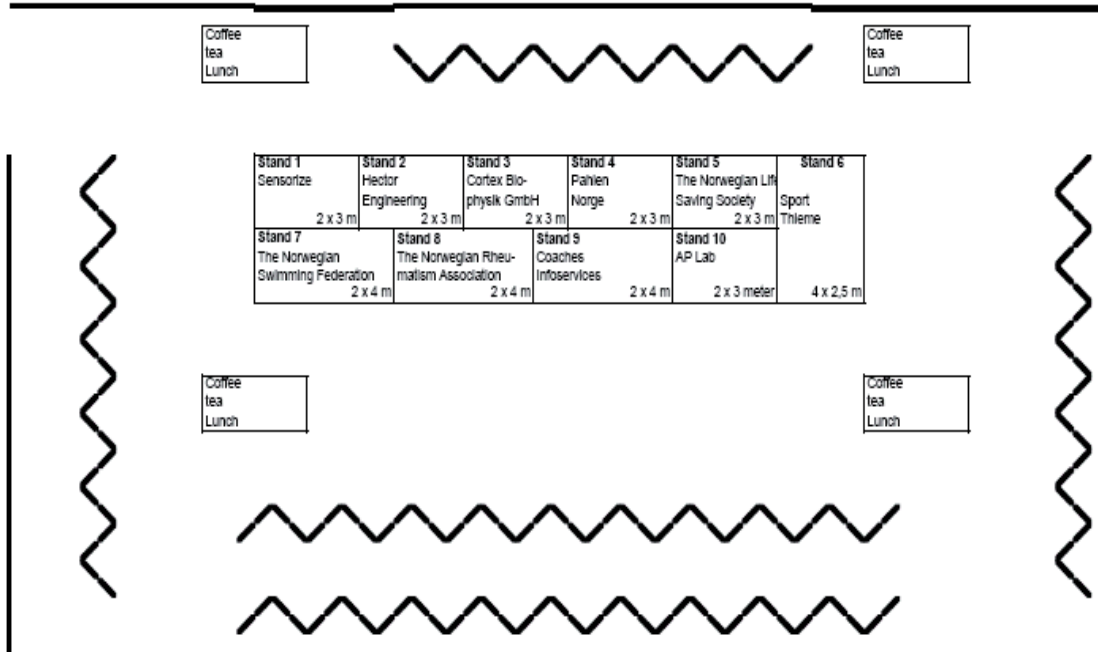 Coffee
tea
Lunch
Coffee
tea
Lunch
Stand 1
Sensorize
2 x 3 m
Stand 2
Hector
Engineering
2 x 3 m
Stand 3
Cortex Bio-
physik GmbH
2 x 3 m
Stand 4
Pahlen
Norge
2 x 3 m
Stand 5
The Norwegian Life
Saving Society
2 x 3 m
Stand 6
Sport
Thieme
4 x 2,5 m
Stand 7
The Norwegian
Swimming Federation
2 x 4 m
Stand 8
The Norwegian Rheu-
matism Association
2 x 4 m
Stand 9
Coaches
Infoservices
2 x 4 m
Stand 10
AP Lab
2 x 3 meter
Coffee
tea
Lunch
Coffee
tea
Lunch